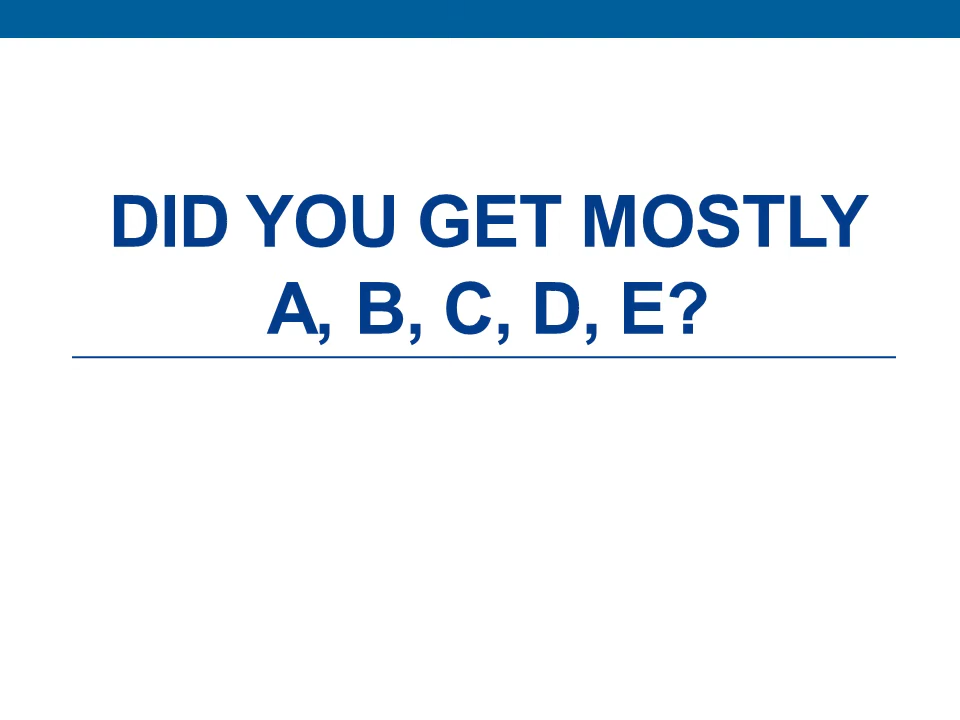 DID YOU GET MOSTLY
A, B, C, D, E?